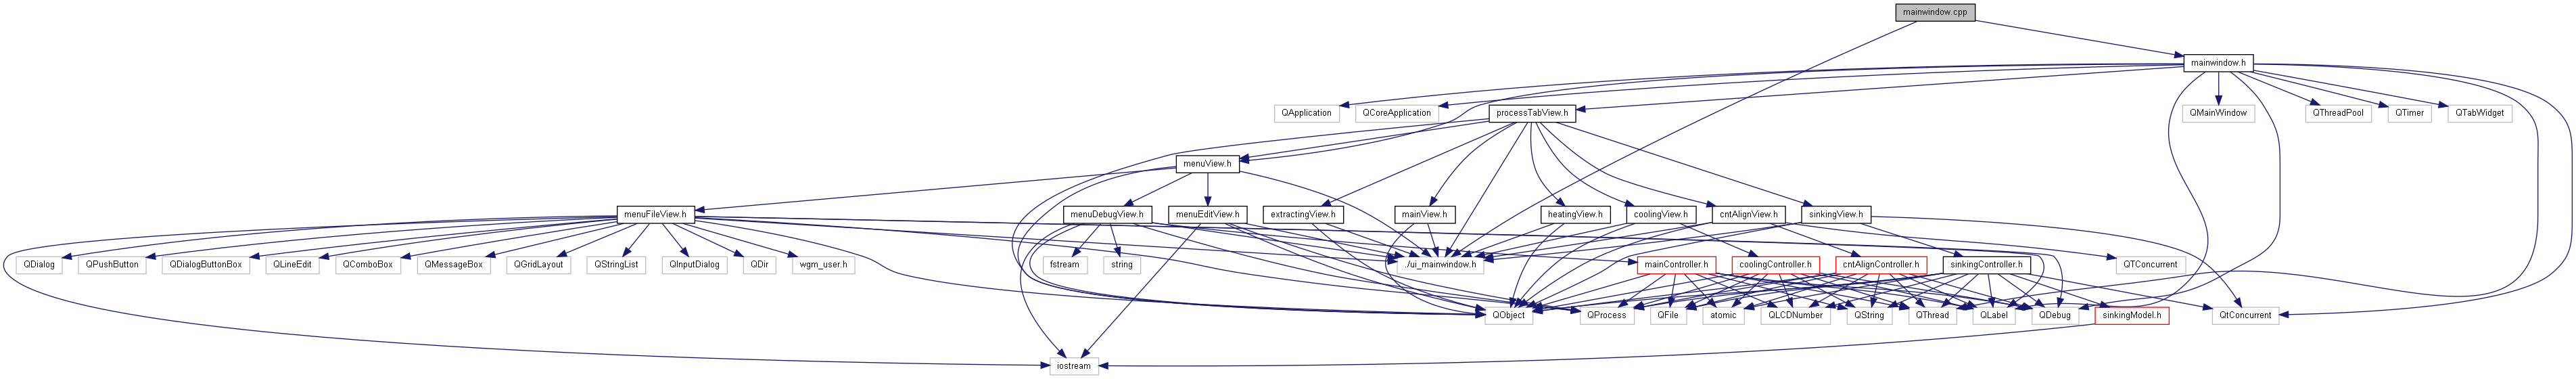 mainwindow.cpp
mainwindow.h
QApplication
QCoreApplication
processTabView.h
QMainWindow
QThreadPool
QTimer
QTabWidget
menuView.h
menuFileView.h
menuDebugView.h
menuEditView.h
extractingView.h
mainView.h
heatingView.h
coolingView.h
cntAlignView.h
sinkingView.h
QDialog
QPushButton
QDialogButtonBox
QLineEdit
QComboBox
QMessageBox
QGridLayout
QStringList
QInputDialog
QDir
wgm_user.h
fstream
string
./ui_mainwindow.h
mainController.h
coolingController.h
cntAlignController.h
sinkingController.h
QTConcurrent
QObject
QProcess
QFile
atomic
QLCDNumber
QString
QThread
QLabel
QDebug
sinkingModel.h
QtConcurrent
iostream